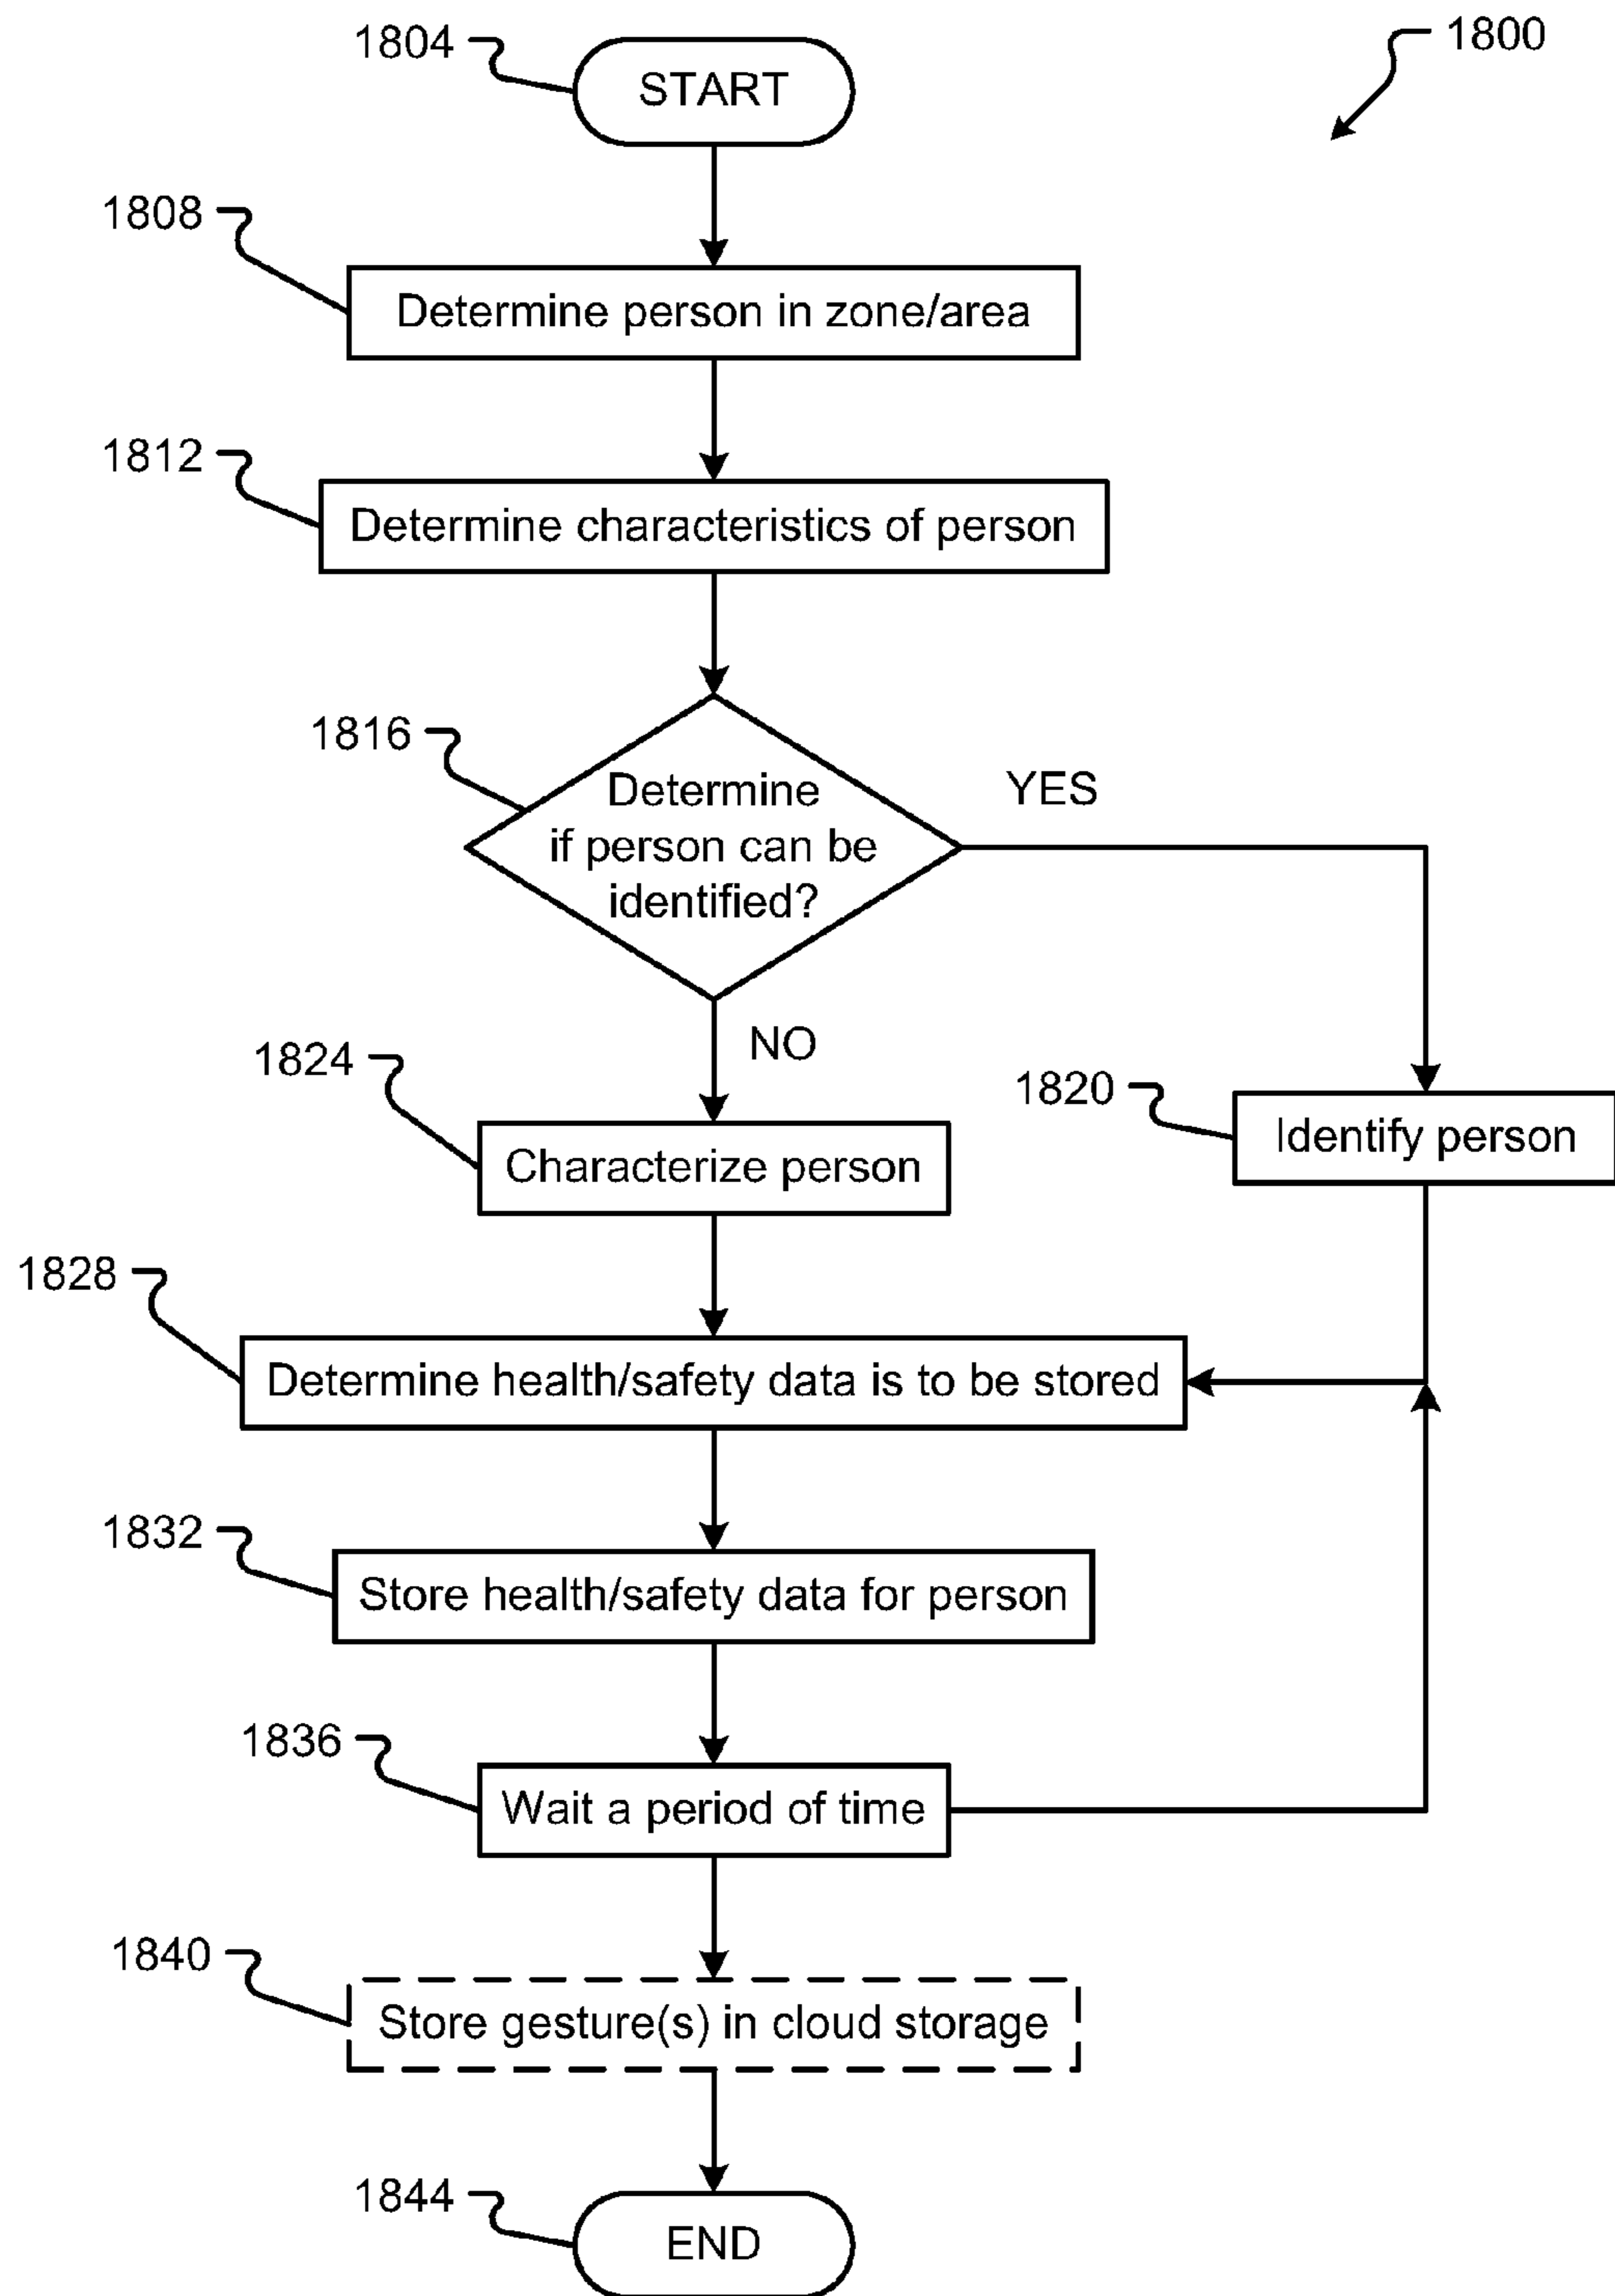 1800
1804
START
1808
Determine person in zone/area
1812
Determine characteristics of person
1816
Determine
if person can be
identified?
YES
NO
1824
Characterize person
1820
Identify person
1828
Determine health/safety data is to be stored
1832
Store health/safety data for person
1836
Wait a period of time
1840
Store gesture(s) in cloud storage
1844
END